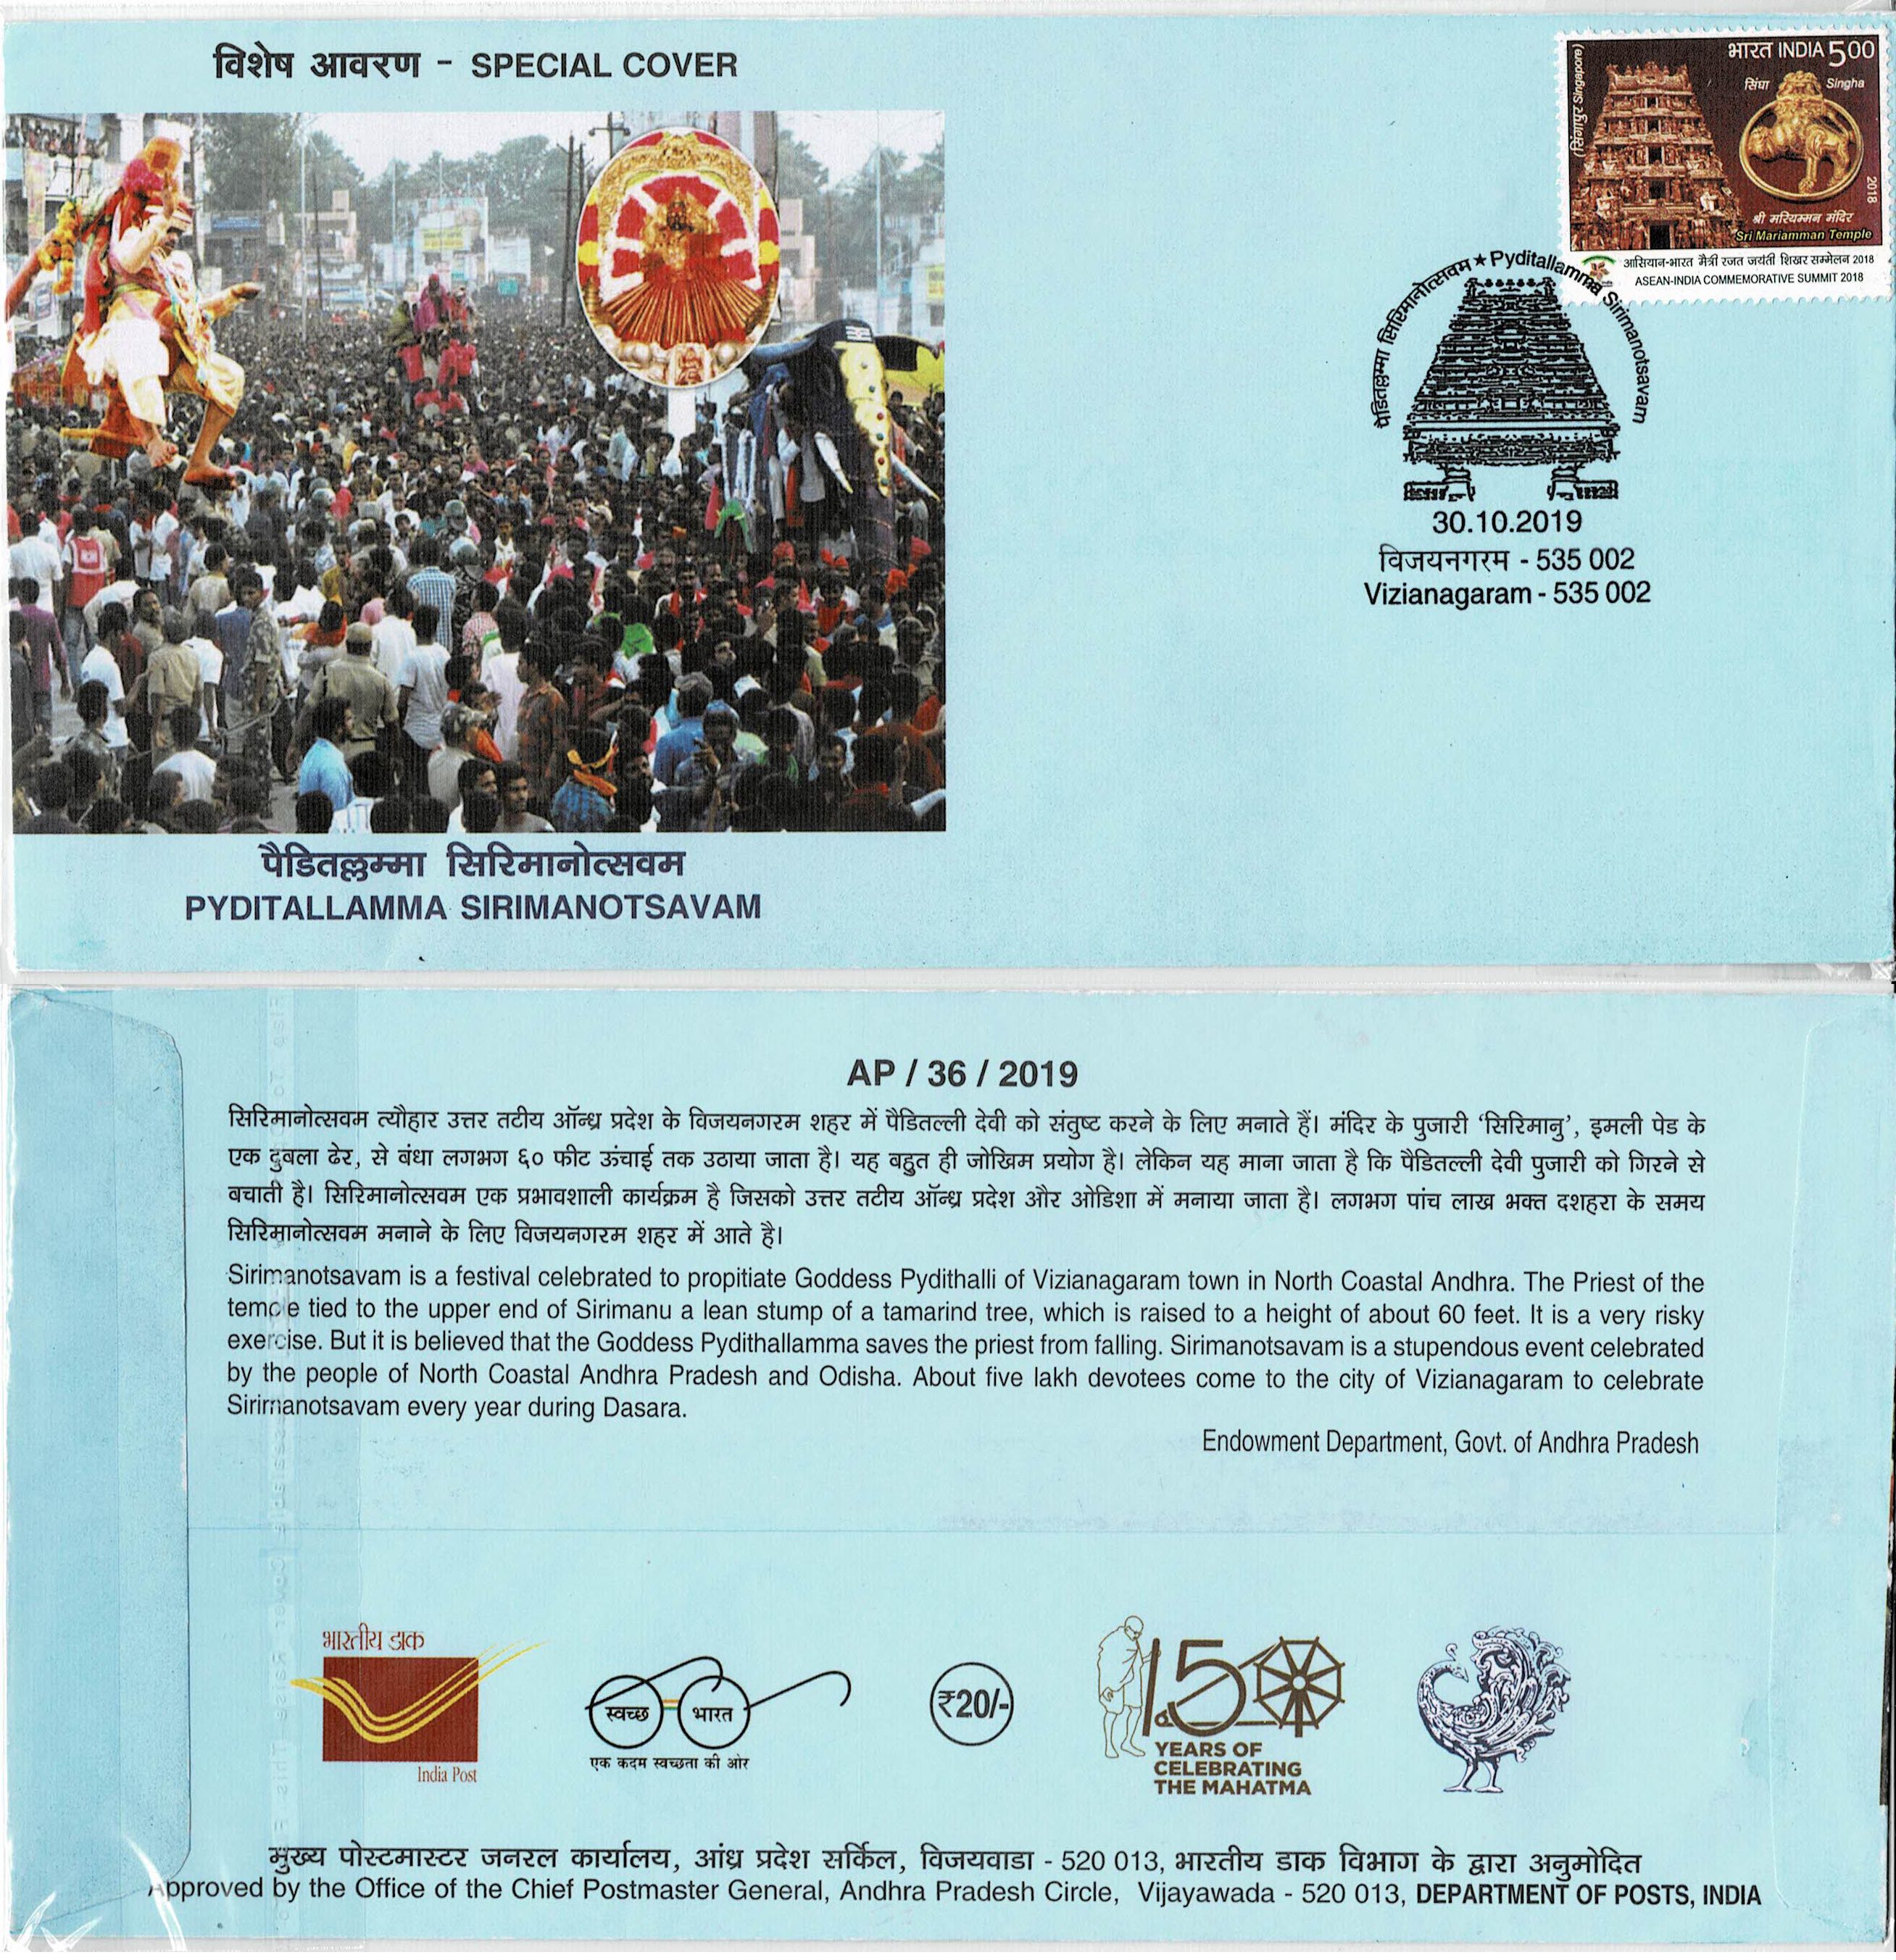 विशेष आवरण - SPECIAL COVER
भारत INDIA 500
सिंघा Singha
(सिंगापुर Singapore)
2018
श्री मरियम्मन मंदिर
Sri Mariamman Temple
आसियान-भारत मैत्री रजत जयंती शिखर सम्मेलन 2018
ASEAN-INDIA COMMEMORATIVE SUMMIT 2018
पैडितल्लम्मा सिरिमानोत्सवम ★ Pyditallamma Sirimanotsavam
30.10.2019
विजयनगरम - 535 002
Vizianagaram - 535 002
पैडितल्लम्मा सिरिमानोत्सवम
PYDITALLAMMA SIRIMANOTSAVAM
AP / 36 / 2019
सिरिमानोत्सवम त्यौहार उत्तर तटीय ऑन्ध्र प्रदेश के विजयनगरम शहर में पैडितल्ली देवी को संतुष्ट करने के लिए मनाते हैं। मंदिर के पुजारी ‘सिरिमानु’, इमली पेड के
एक दुबला ढेर, से बंधा लगभग ६० फीट ऊंचाई तक उठाया जाता है। यह बहुत ही जोखिम प्रयोग है। लेकिन यह माना जाता है कि पैडितल्ली देवी पुजारी को गिरने से
बचाती है। सिरिमानोत्सवम एक प्रभावशाली कार्यक्रम है जिसको उत्तर तटीय ऑन्ध्र प्रदेश और ओडिशा में मनाया जाता है। लगभग पांच लाख भक्त दशहरा के समय
सिरिमानोत्सवम मनाने के लिए विजयनगरम शहर में आते है।
Sirimanotsavam is a festival celebrated to propitiate Goddess Pydithalli of Vizianagaram town in North Coastal Andhra. The Priest of the
temple tied to the upper end of Sirimanu a lean stump of a tamarind tree, which is raised to a height of about 60 feet. It is a very risky
exercise. But it is believed that the Goddess Pydithallamma saves the priest from falling. Sirimanotsavam is a stupendous event celebrated
by the people of North Coastal Andhra Pradesh and Odisha. About five lakh devotees come to the city of Vizianagaram to celebrate
Sirimanotsavam every year during Dasara.
Endowment Department, Govt. of Andhra Pradesh
भारतीय डाक
India Post
स्वच्छ भारत
एक कदम स्वच्छता की ओर
₹20/-
150
YEARS OF
CELEBRATING
THE MAHATMA
मुख्य पोस्टमास्टर जनरल कार्यालय, आंध्र प्रदेश सर्किल, विजयवाडा - 520 013, भारतीय डाक विभाग के द्वारा अनुमोदित
Approved by the Office of the Chief Postmaster General, Andhra Pradesh Circle, Vijayawada - 520 013, DEPARTMENT OF POSTS, INDIA